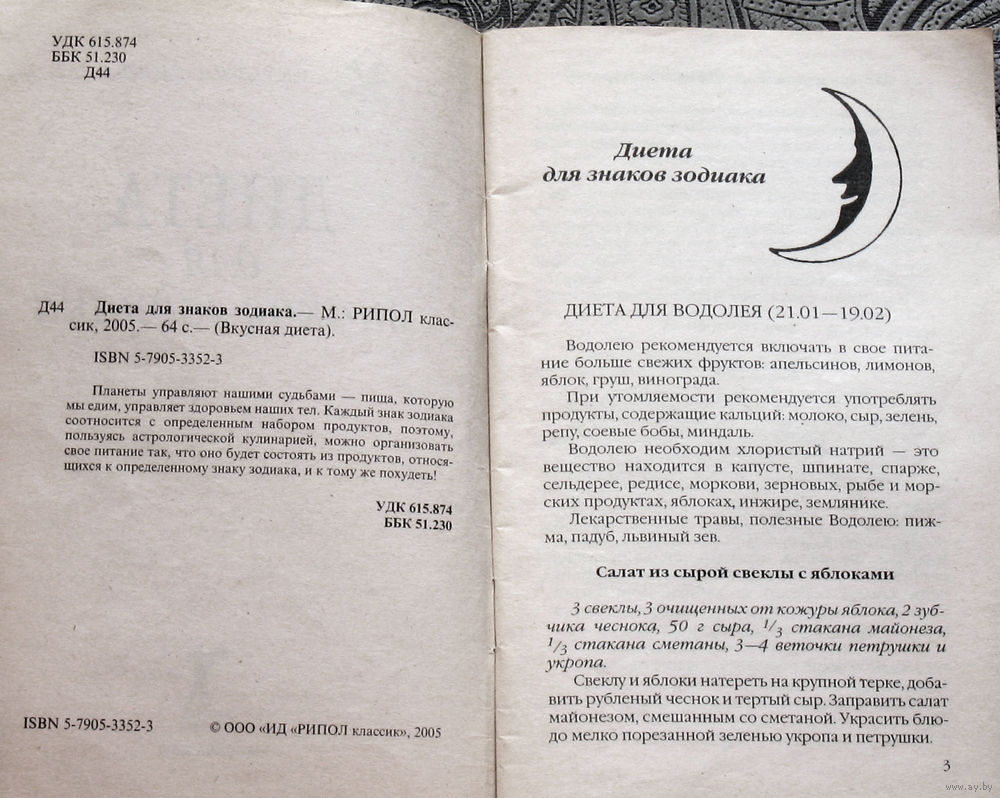 УДК 615.874
ББК 51.230
Д44
Д44 Диета для знаков зодиака.— М.: РИПОЛ клас-
сик, 2005.— 64 с.— (Вкусная диета).
ISBN 5-7905-3352-3
Планеты управляют нашими судьбами — пища, которую
мы едим, управляет здоровьем наших тел. Каждый знак зодиака
соотносится с определенным набором продуктов, поэтому,
пользуясь астрологической кулинарией, можно организовать
свое питание так, что оно будет состоять из продуктов, относя-
щихся к определенному знаку зодиака, и к тому же похудеть!
УДК 615.874
ББК 51.230
ISBN 5-7905-3352-3 © ООО «ИД «РИПОЛ классик», 2005
Диета
для знаков зодиака
ДИЕТА ДЛЯ ВОДОЛЕЯ (21.01—19.02)
Водолею рекомендуется включать в свое пита-
ние больше свежих фруктов: апельсинов, лимонов,
яблок, груш, винограда.
При утомляемости рекомендуется употреблять
продукты, содержащие кальций: молоко, сыр, зелень,
репу, соевые бобы, миндаль.
Водолею необходим хлористый натрий — это
вещество находится в капусте, шпинате, спарже,
сельдерее, редисе, моркови, зерновых, рыбе и мор-
ских продуктах, яблоках, инжире, землянике.
Лекарственные травы, полезные Водолею: пиж-
ма, падуб, львиный зев.
Салат из сырой свеклы с яблоками
3 свеклы, 3 очищенных от кожуры яблока, 2 зуб-
чика чеснока, 50 г сыра, 1/3 стакана майонеза,
1/3 стакана сметаны, 3—4 веточки петрушки и
укропа.
Свеклу и яблоки натереть на крупной терке, доба-
вить рубленый чеснок и тертый сыр. Заправить салат
майонезом, смешанным со сметаной. Украсить блю-
до мелко порезанной зеленью укропа и петрушки.
3
www.ay.by